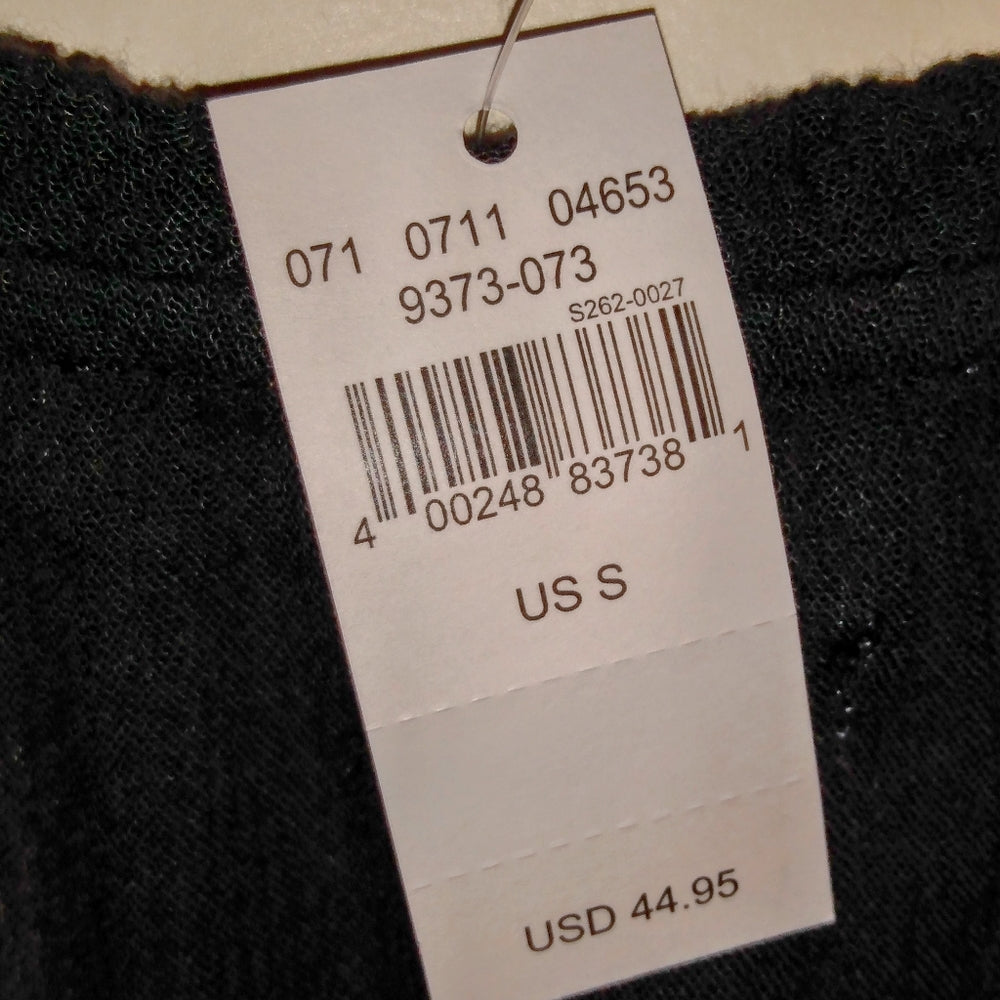 071 0711 04653
9373-073
S262-0027
4 00248 83738 1
US S
USD 44.95